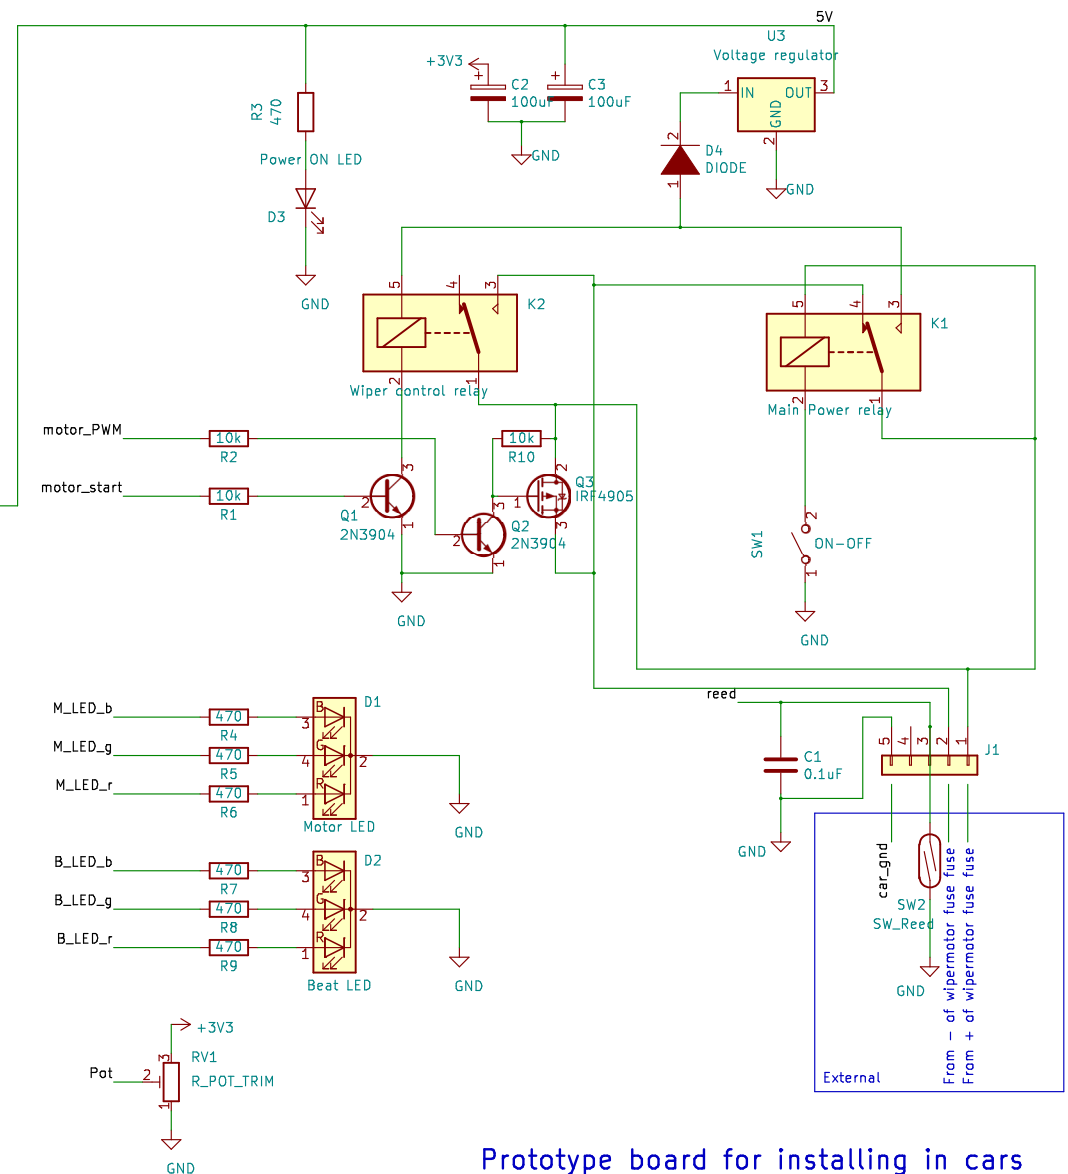 5V
U3
Voltage regulator
+3V3
+
C2
100uF
+
C3
100uF
1
IN
OUT
3
GND
2
R3
470
Power ON LED
D3
GND
GND
2
D4
DIODE
1
GND
5
4
3
K2
2
1
Wiper control relay
5
4
3
K1
2
1
Main Power relay
motor_PWM
10k
R2
10k
R10
motor_start
10k
R1
2
3
1
Q1
2N3904
2
3
1
Q2
2N3904
1
2
3
Q3
IRF4905
GND
2
SW1
ON-OFF
1
GND
M_LED_b
470
R4
3
B
D1
M_LED_g
470
R5
4
G
2
M_LED_r
470
R6
1
R
Motor LED
GND
B_LED_b
470
R7
3
B
D2
B_LED_g
470
R8
4
G
2
B_LED_r
470
R9
1
R
Beat LED
GND
reed
C1
0.1uF
GND
5
4
3
2
1
J1
car_gnd
SW2
SW_Reed
GND
From - of wipermotor fuse fuse
From + of wipermotor fuse fuse
External
+3V3
Pot
2
3
1
RV1
R_POT_TRIM
GND
Prototype board for installing in cars